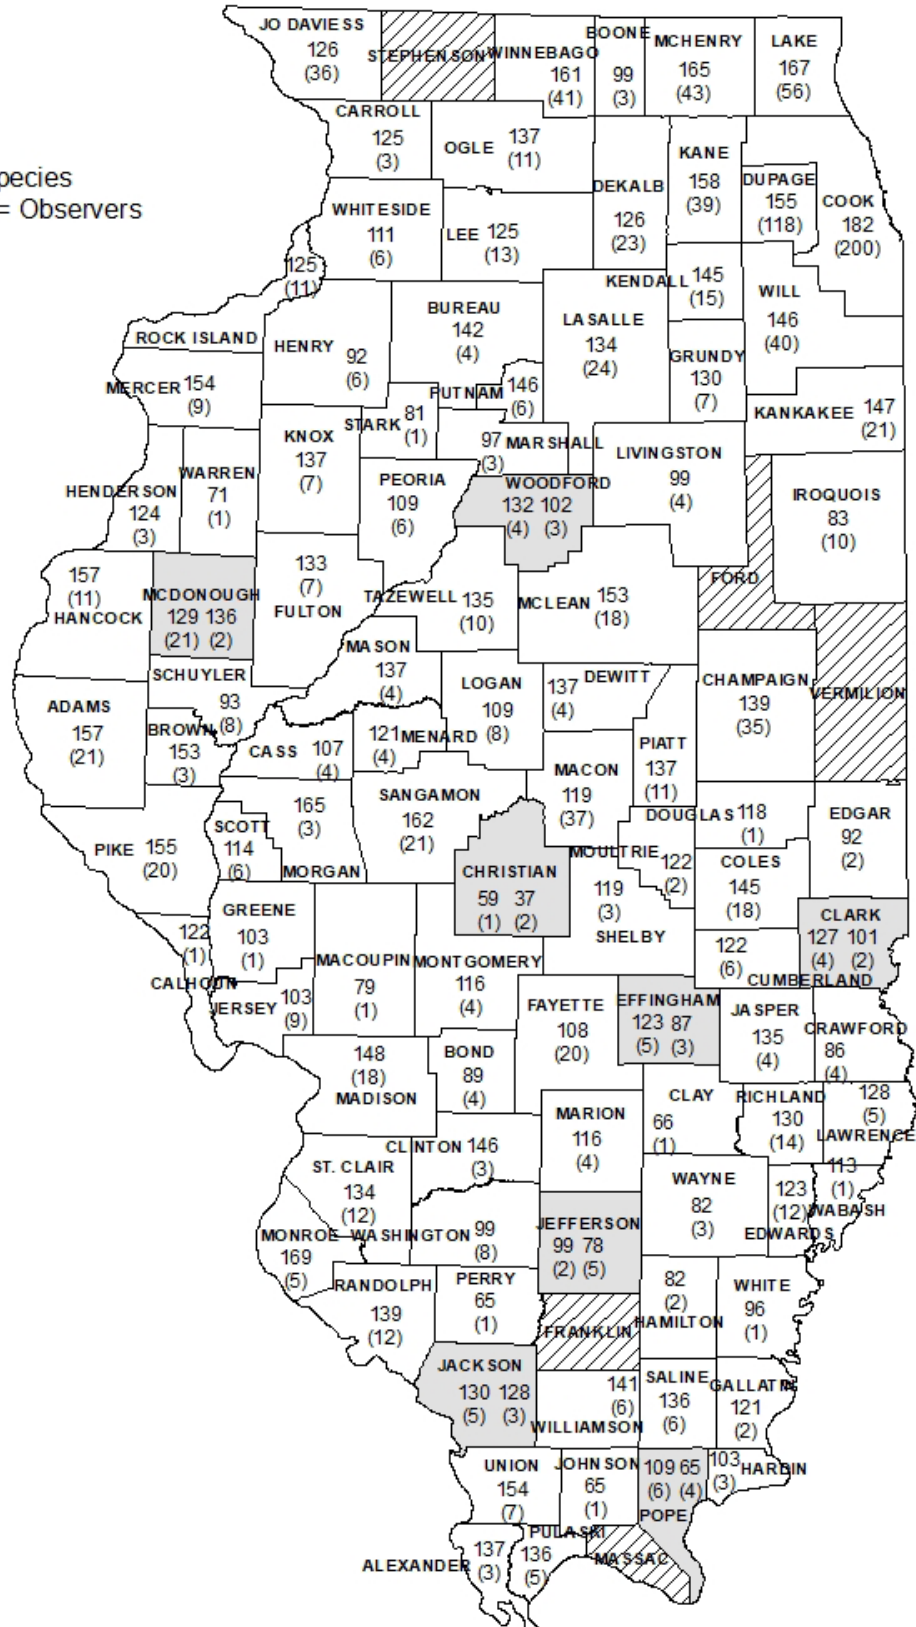 pecies
= Observers
JO DAVIESS
126
(36)
STEPHENSON
WINNEBAGO
161
(41)
BOONE
99
(3)
MCHENRY
165
(43)
LAKE
167
(56)
CARROLL
125
(3)
OGLE 137
(11)
DEKALB
126
(23)
KANE
158
(39)
DUPAGE
155
(118)
COOK
182
(200)
WHITESIDE
111
(6)
LEE 125
(13)
125
(11)
ROCK ISLAND
HENRY
92
(6)
BUREAU
142
(4)
LASALLE
134
(24)
KENDALL 145
(15)
WILL
146
(40)
GRUNDY
130
(7)
KANKAKEE 147
(21)
MERCER 154
(9)
PUTNAM 146
(6)
STARK 81
(1)
KNOX
137
(7)
97 MARSHALL
(3)
LIVINGSTON
99
(4)
HENDERSON
124
(3)
WARREN
71
(1)
PEORIA
109
(6)
WOODFORD
132 102
(4) (3)
IROQUOIS
83
(10)
FORD
157
(11)
HANCOCK
MCDONOUGH
129 136
(21) (2)
133
(7)
FULTON
TAZEWELL 135
(10)
MCLEAN 153
(18)
MASON
137
(4)
SCHUYLER
93
(8)
LOGAN
109
(8)
137 DEWITT
(4)
CHAMPAIGN
139
(35)
VERMILION
ADAMS
157
(21)
BROWN
153
(3)
CASS 107
(4)
121 MENARD
(4)
PIATT
137
(11)
MACON
119
(37)
SANGAMON
162
(21)
165
(3)
MORGAN
SCOTT
114
(6)
PIKE 155
(20)
DOUGLAS 118
(1)
EDGAR
92
(2)
MOULTRIE
122
(2)
COLES
145
(18)
CHRISTIAN
59 37
(1) (2)
119
(3)
SHELBY
CLARK
127 101
(4) (2)
GREENE
103
(1)
122
(1)
CALHOUN
JERSEY 103
(9)
MACOUPIN
79
(1)
MONTGOMERY
116
(4)
122
(6)
CUMBERLAND
FAYETTE
108
(20)
EFFINGHAM
123 87
(5) (3)
JASPER
135
(4)
CRAWFORD
86
(4)
148
(18)
MADISON
BOND
89
(4)
MARION
116
(4)
CLAY
66
(1)
RICHLAND
130
(14)
128
(5)
LAWRENCE
CLINTON 146
(3)
ST. CLAIR
134
(12)
WAYNE
82
(3)
123
(12)
EDWARDS
113
(1)
WABASH
MONROE
169
(5)
WASHINGTON 99
(8)
JEFFERSON
99 78
(2) (5)
RANDOLPH
139
(12)
PERRY
65
(1)
82
(2)
HAMILTON
WHITE
96
(1)
FRANKLIN
JACKSON
130 128
(5) (3)
141
(6)
WILLIAMSON
SALINE
136
(6)
GALLATIN
121
(2)
UNION
154
(7)
JOHNSON
65
(1)
109 65
(6) (4)
POPE
103 HARDIN
(3)
PULASKI
136
(5)
MASSAC
ALEXANDER 137
(3)